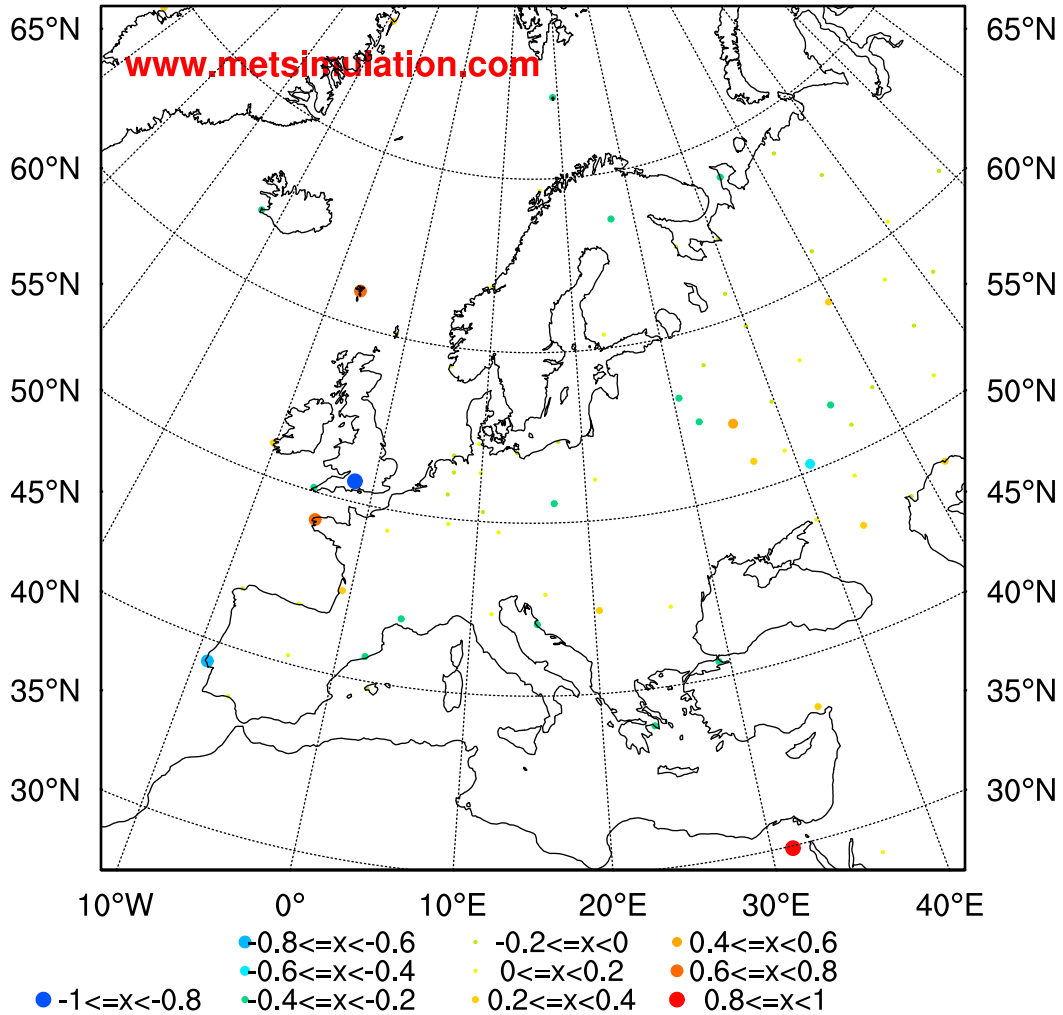 65°N 65°N
www.metsimulation.com
60°N 60°N
55°N 55°N
50°N 50°N
45°N 45°N
40°N 40°N
35°N 35°N
30°N 30°N
10°W 0° 10°E 20°E 30°E 40°E
-0.8<=x<-0.6 -0.2<=x<0 0.4<=x<0.6
-0.6<=x<-0.4 0<=x<0.2 0.6<=x<0.8
-1<=x<-0.8 -0.4<=x<-0.2 0.2<=x<0.4 0.8<=x<1